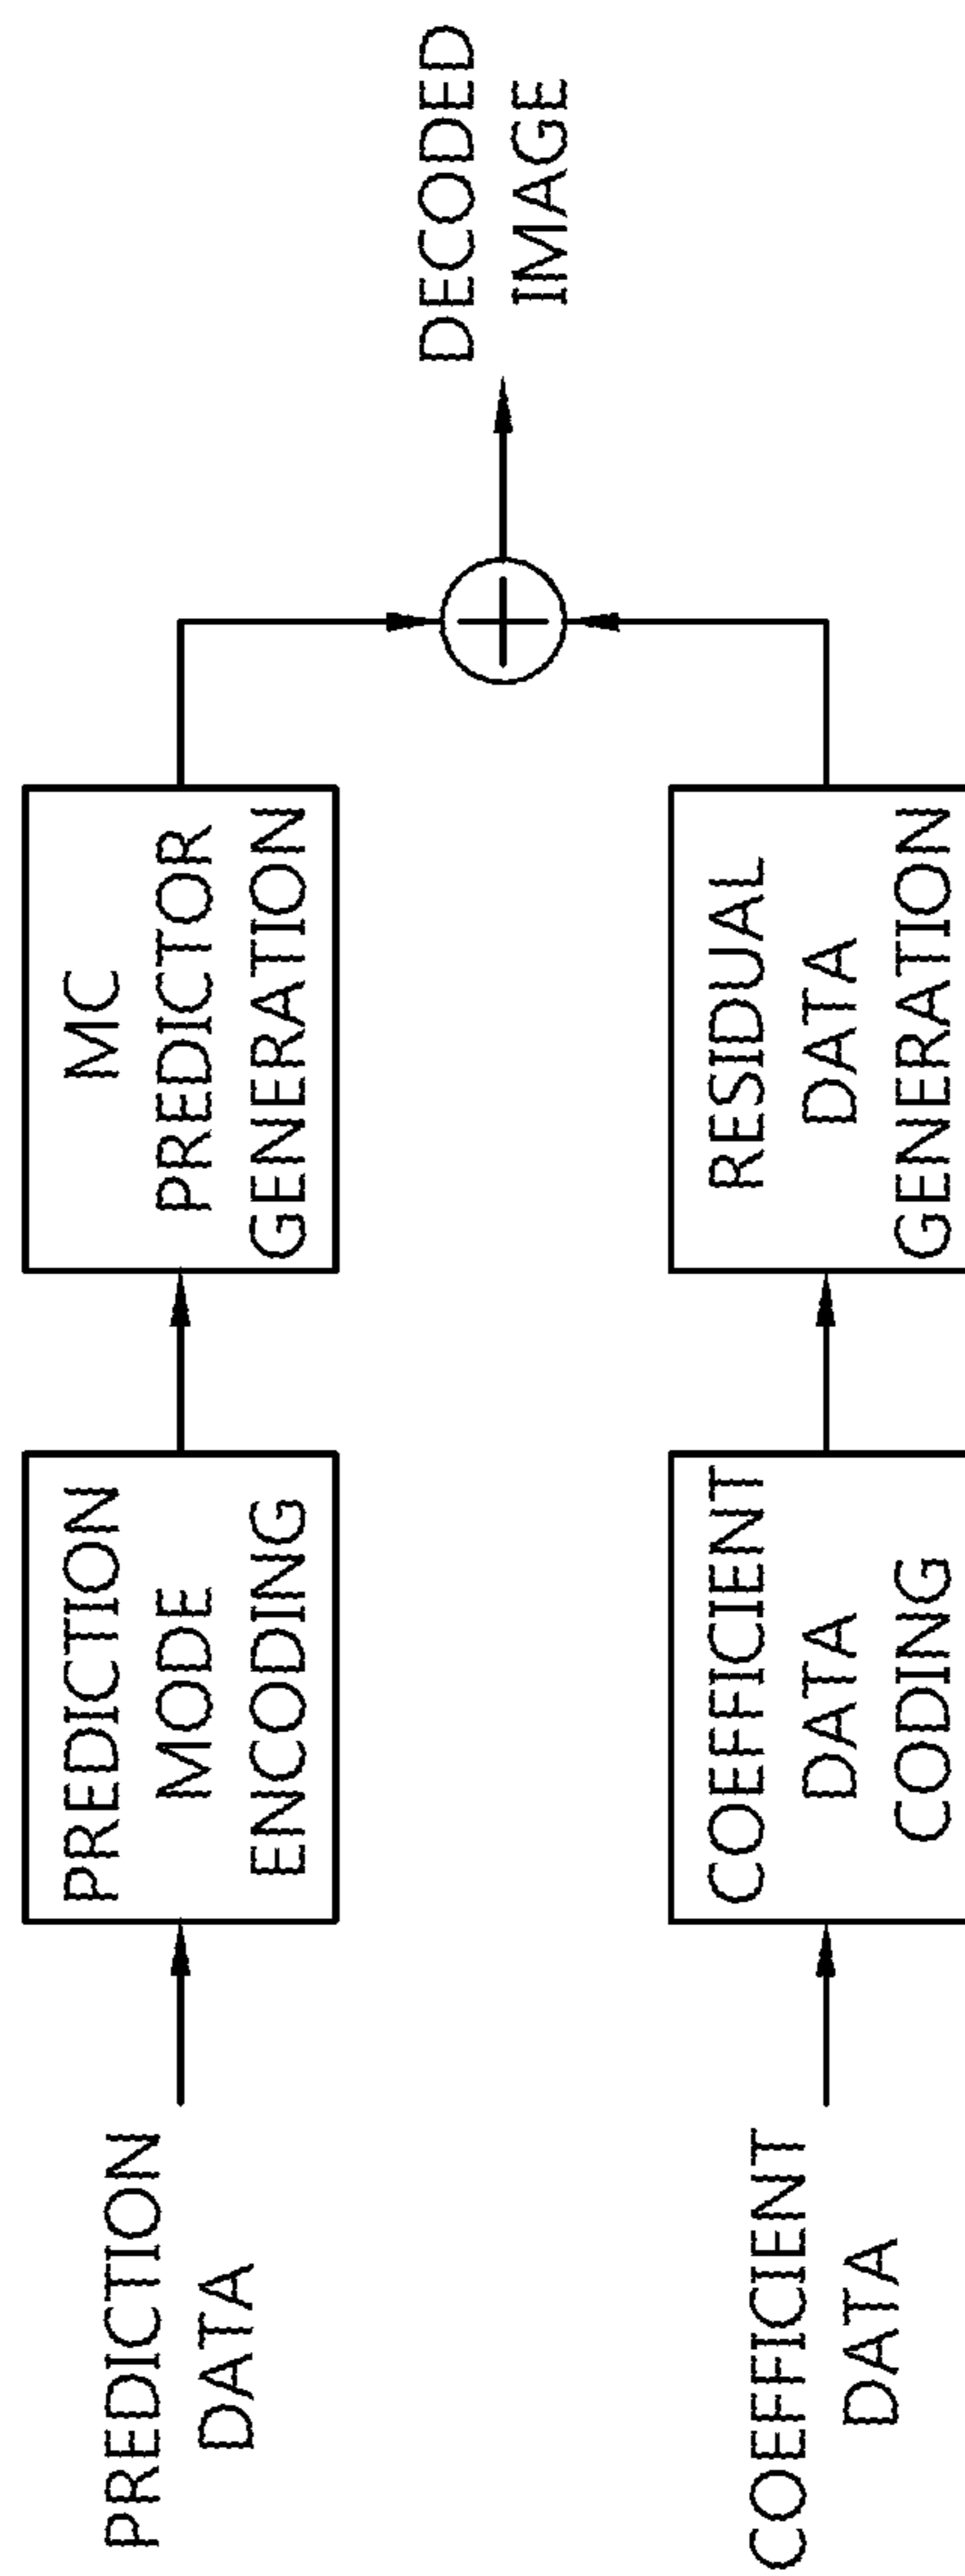 PREDICTION
DATA
PREDICTION
MODE
ENCODING
MC
PREDICTOR
GENERATION
DECODED
IMAGE
COEFFICIENT
DATA
COEFFICIENT
DATA
CODING
RESIDUAL
DATA
GENERATION